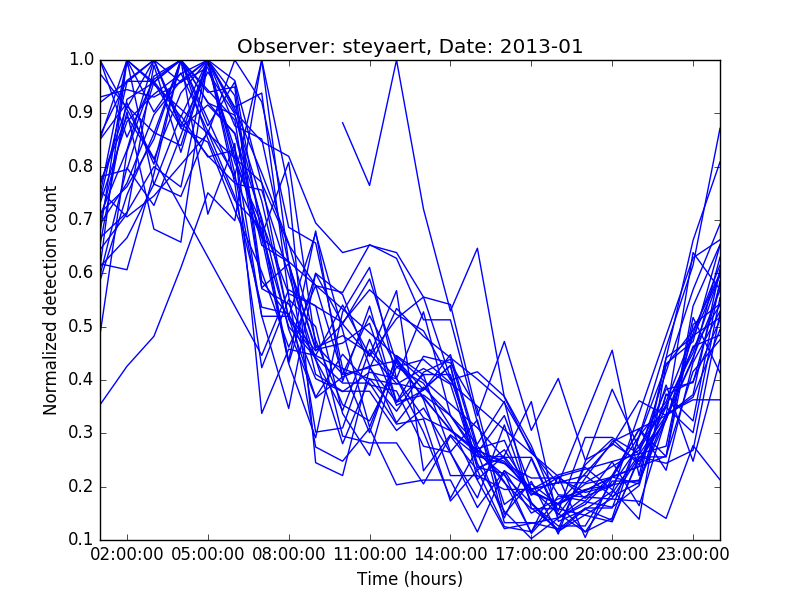 Observer: steyaert, Date: 2013-01
Normalized detection count
1.0
0.9
0.8
0.7
0.6
0.5
0.4
0.3
0.2
0.1
02:00:00 05:00:00 08:00:00 11:00:00 14:00:00 17:00:00 20:00:00 23:00:00
Time (hours)